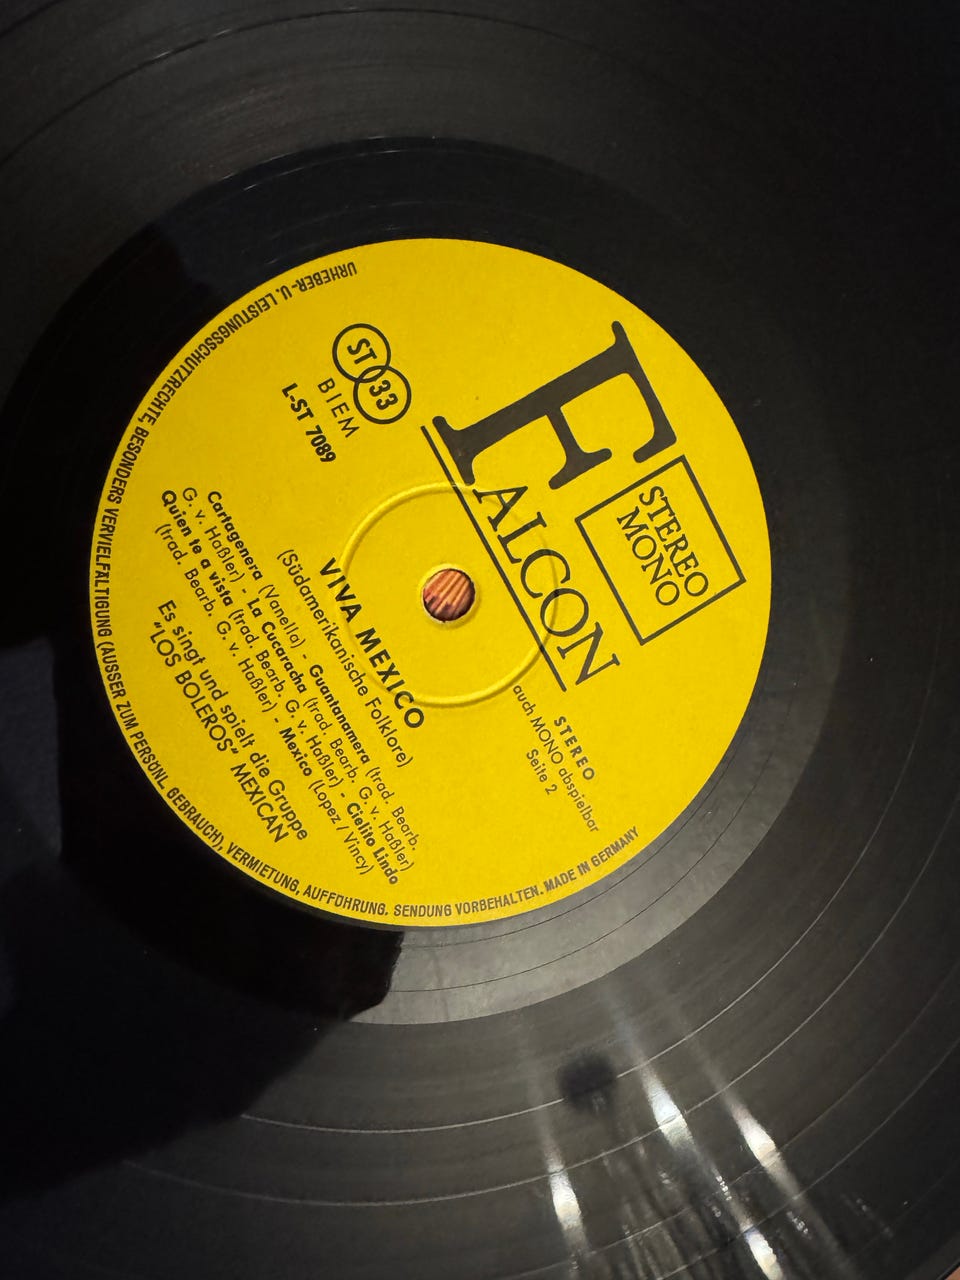 FALCON
STEREO
MONO
STEREO
auch MONO abspielbar
Seite 2
ST 33
BIEM
L-ST 7089
VIVA MEXICO
(Südamerikanische Folklore)
Cartagenera (Vanella) - Guantanamera (trad. Bearb.
G. v. Haßler) - La Cucaracha (trad. Bearb. G. v. Haßler)
Quien te a vista (trad. Bearb. G. v. Haßler) - Cielito Lindo
(trad. Bearb. G. v. Haßler) - Mexico (Lopez / Vincy)
Es singt und spielt die Gruppe
"LOS BOLEROS" MEXICAN
URHEBER- U. LEISTUNGSSCHUTZRECHTE, BESONDERS VERVIELFÄLTIGUNG (AUSSER ZUM PERSÖNL. GEBRAUCH), VERMIETUNG, AUFFÜHRUNG, SENDUNG VORBEHALTEN. MADE IN GERMANY